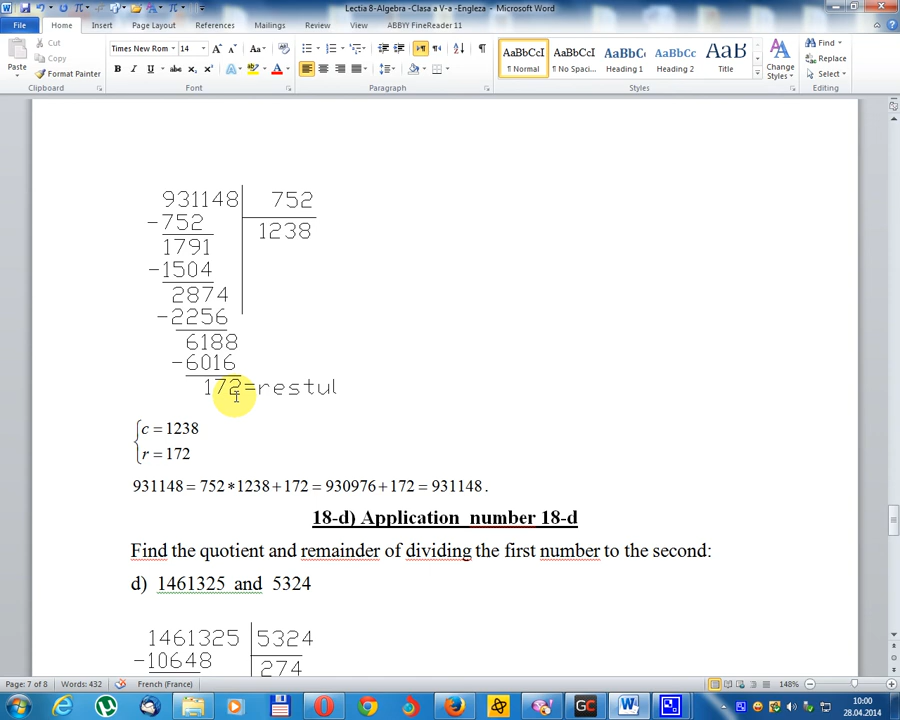 Lectia 8-Algebra -Clasa a V-a -Engleza - Microsoft Word
File Home Insert Page Layout References Mailings Review View ABBYY FineReader 11
Paste Cut Copy Format Painter Clipboard
Times New Rom 14 Font
Paragraph
AaBbCcI ¶ Normal AaBbCcI ¶ No Spaci... AaBbC Heading 1 AaBbCc Heading 2 AaB Title Change Styles Styles
Find Replace Select Editing
931148 752
-752 1238
1791
-1504
2874
-2256
6188
-6016
172=restul
c = 1238
r = 172
931148 = 752∗1238+172 = 930976+172 = 931148 .
18-d) Application number 18-d
Find the quotient and remainder of dividing the first number to the second:
d) 1461325 and 5324
1461325 5324
-10648 274
Page: 7 of 8 Words: 432 French (France) 148%
10:00
28.04.2014